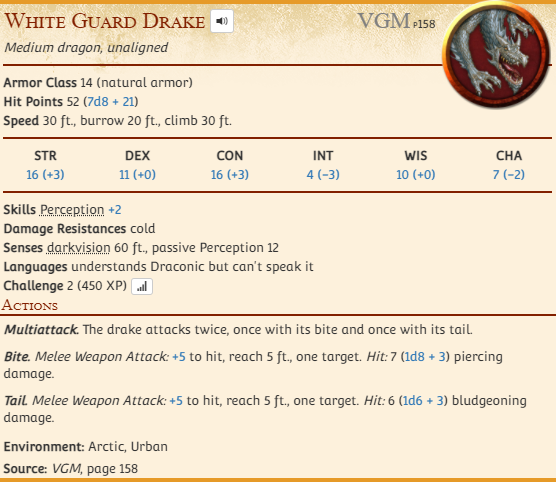 White Guard Drake VGM p158
Medium dragon, unaligned
Armor Class 14 (natural armor)
Hit Points 52 (7d8 + 21)
Speed 30 ft., burrow 20 ft., climb 30 ft.
STR DEX CON INT WIS CHA
16 (+3) 11 (+0) 16 (+3) 4 (−3) 10 (+0) 7 (−2)
Skills Perception +2
Damage Resistances cold
Senses darkvision 60 ft., passive Perception 12
Languages understands Draconic but can't speak it
Challenge 2 (450 XP)
Actions
Multiattack. The drake attacks twice, once with its bite and once with its tail.
Bite. Melee Weapon Attack: +5 to hit, reach 5 ft., one target. Hit: 7 (1d8 + 3) piercing
damage.
Tail. Melee Weapon Attack: +5 to hit, reach 5 ft., one target. Hit: 6 (1d6 + 3) bludgeoning
damage.
Environment: Arctic, Urban
Source: VGM, page 158